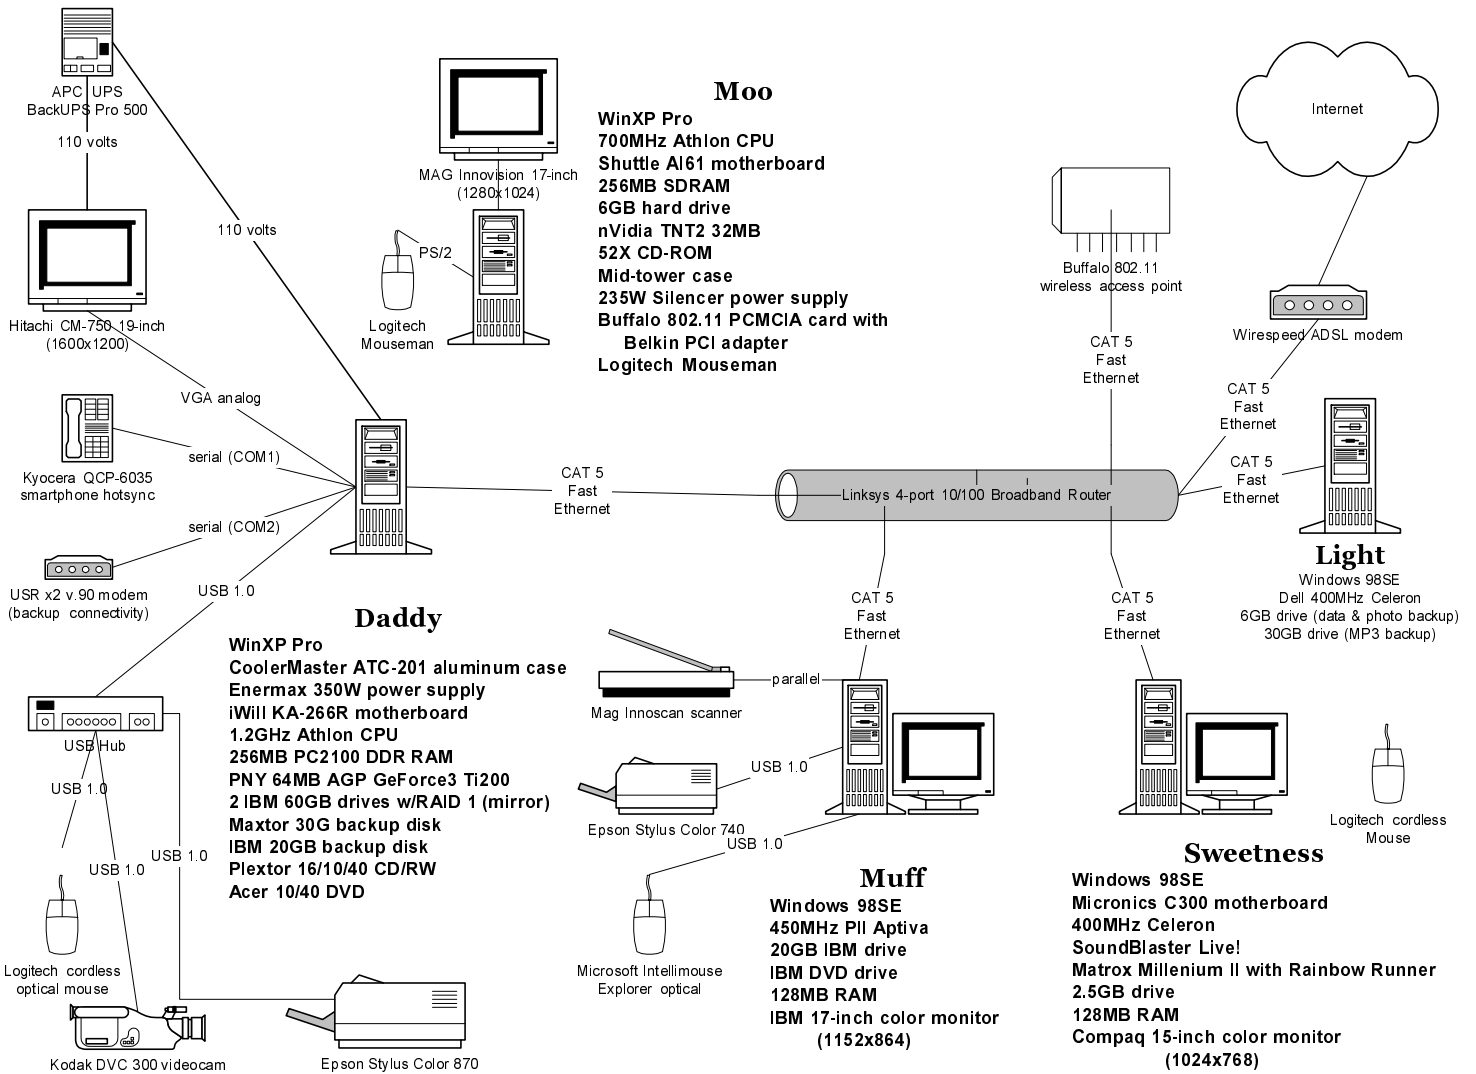 APC UPS
BackUPS Pro 500
110 volts
110 volts
Hitachi CM-750 19-inch
(1600x1200)
VGA analog
Kyocera QCP-6035
smartphone hotsync
serial (COM1)
serial (COM2)
USR x2 v.90 modem
(backup connectivity)
USB 1.0
USB Hub
USB 1.0
USB 1.0
USB 1.0
Logitech cordless
optical mouse
Kodak DVC 300 videocam
Epson Stylus Color 870
MAG Innovision 17-inch
(1280x1024)
PS/2
Logitech
Mouseman
Moo
WinXP Pro
700MHz Athlon CPU
Shuttle AI61 motherboard
256MB SDRAM
6GB hard drive
nVidia TNT2 32MB
52X CD-ROM
Mid-tower case
235W Silencer power supply
Buffalo 802.11 PCMCIA card with
Belkin PCI adapter
Logitech Mouseman
Daddy
WinXP Pro
CoolerMaster ATC-201 aluminum case
Enermax 350W power supply
iWill KA-266R motherboard
1.2GHz Athlon CPU
256MB PC2100 DDR RAM
PNY 64MB AGP GeForce3 Ti200
2 IBM 60GB drives w/RAID 1 (mirror)
Maxtor 30G backup disk
IBM 20GB backup disk
Plextor 16/10/40 CD/RW
Acer 10/40 DVD
CAT 5
Fast
Ethernet
Linksys 4-port 10/100 Broadband Router
Internet
Buffalo 802.11
wireless access point
CAT 5
Fast
Ethernet
Wirespeed ADSL modem
CAT 5
Fast
Ethernet
CAT 5
Fast
Ethernet
Light
Windows 98SE
Dell 400MHz Celeron
6GB drive (data & photo backup)
30GB drive (MP3 backup)
CAT 5
Fast
Ethernet
CAT 5
Fast
Ethernet
parallel
Mag Innoscan scanner
USB 1.0
Epson Stylus Color 740
USB 1.0
Microsoft Intellimouse
Explorer optical
Muff
Windows 98SE
450MHz PII Aptiva
20GB IBM drive
IBM DVD drive
128MB RAM
IBM 17-inch color monitor
(1152x864)
Logitech cordless
Mouse
Sweetness
Windows 98SE
Micronics C300 motherboard
400MHz Celeron
SoundBlaster Live!
Matrox Millenium II with Rainbow Runner
2.5GB drive
128MB RAM
Compaq 15-inch color monitor
(1024x768)